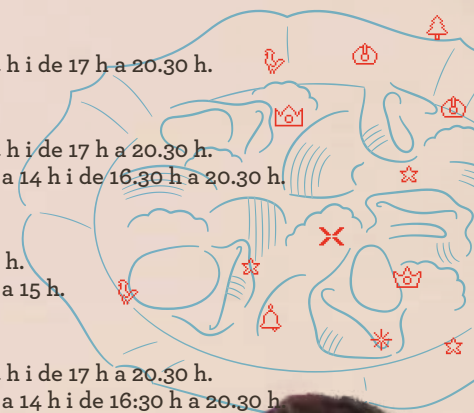 h i de 17 h a 20.30 h.
h i de 17 h a 20.30 h.
a 14 h i de 16.30 h a 20.30 h.
h.
a 15 h.
h i de 17 h a 20.30 h.
a 14 h i de 16:30 h a 20.30 h